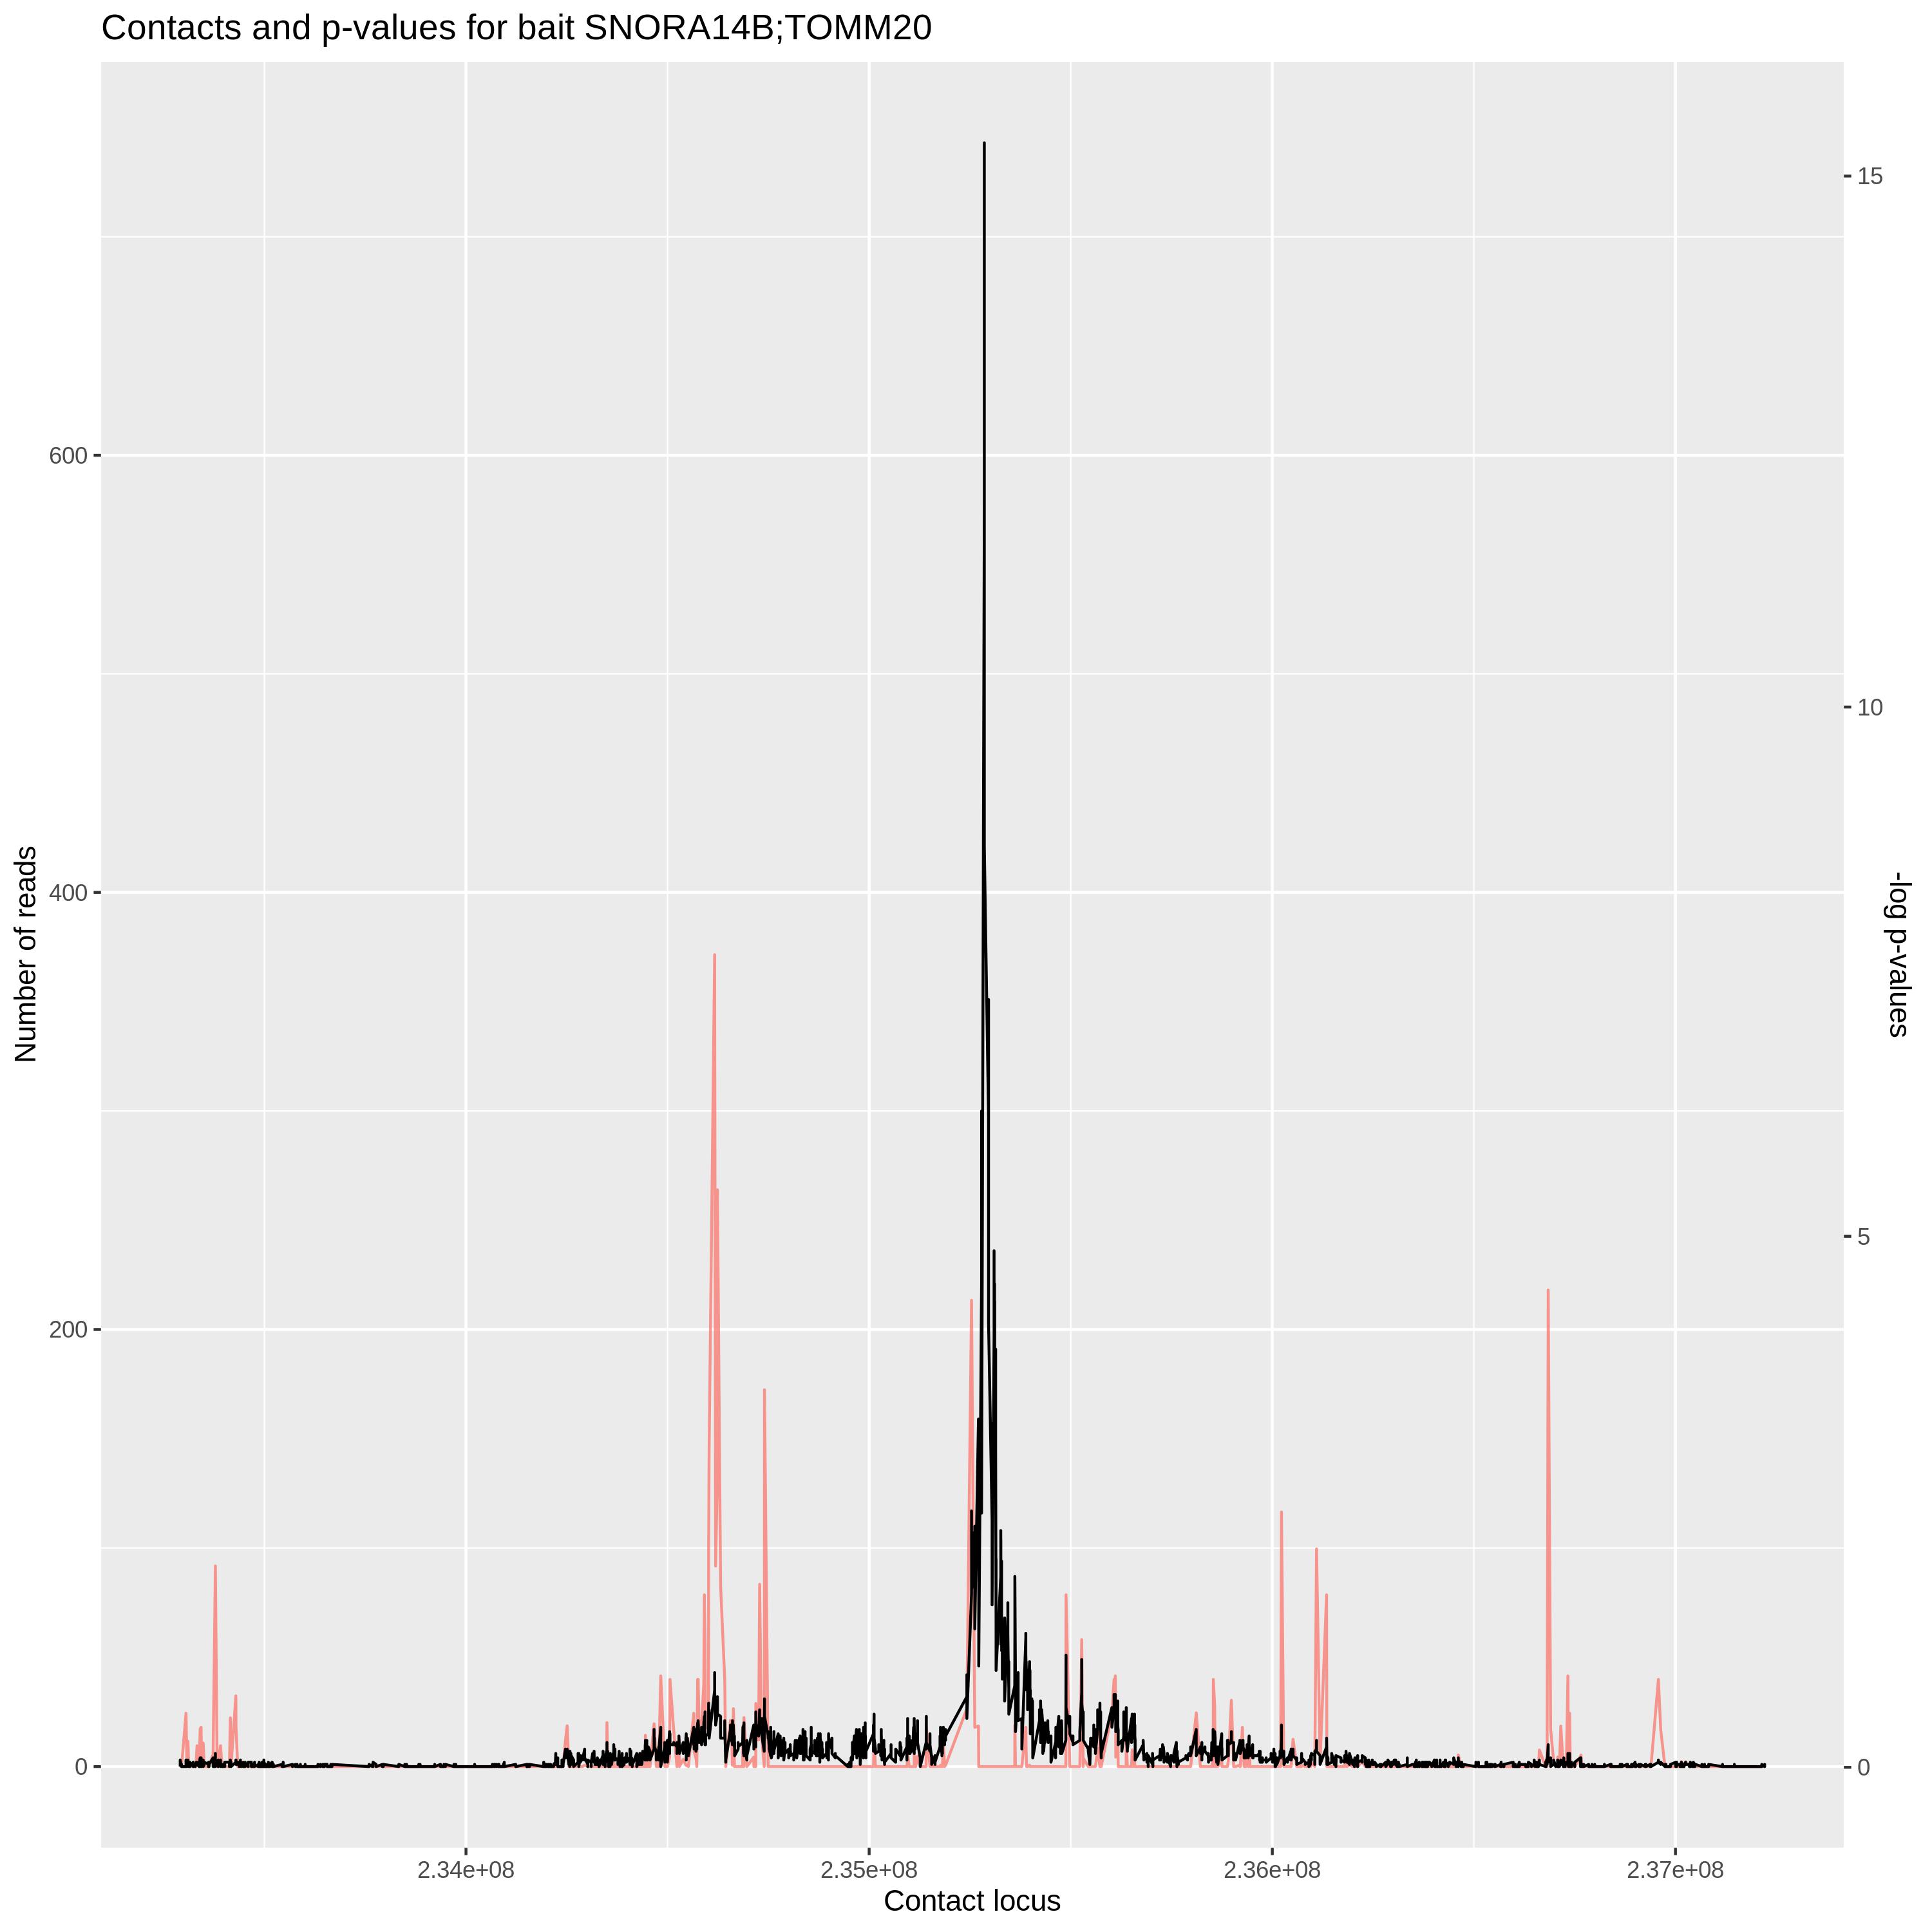 Contacts and p-values for bait SNORA14B;TOMM20
15
600
10
Number of reads
400
-log p-values
5
200
0
0
2.34e+08
2.35e+08
2.36e+08
2.37e+08
Contact locus